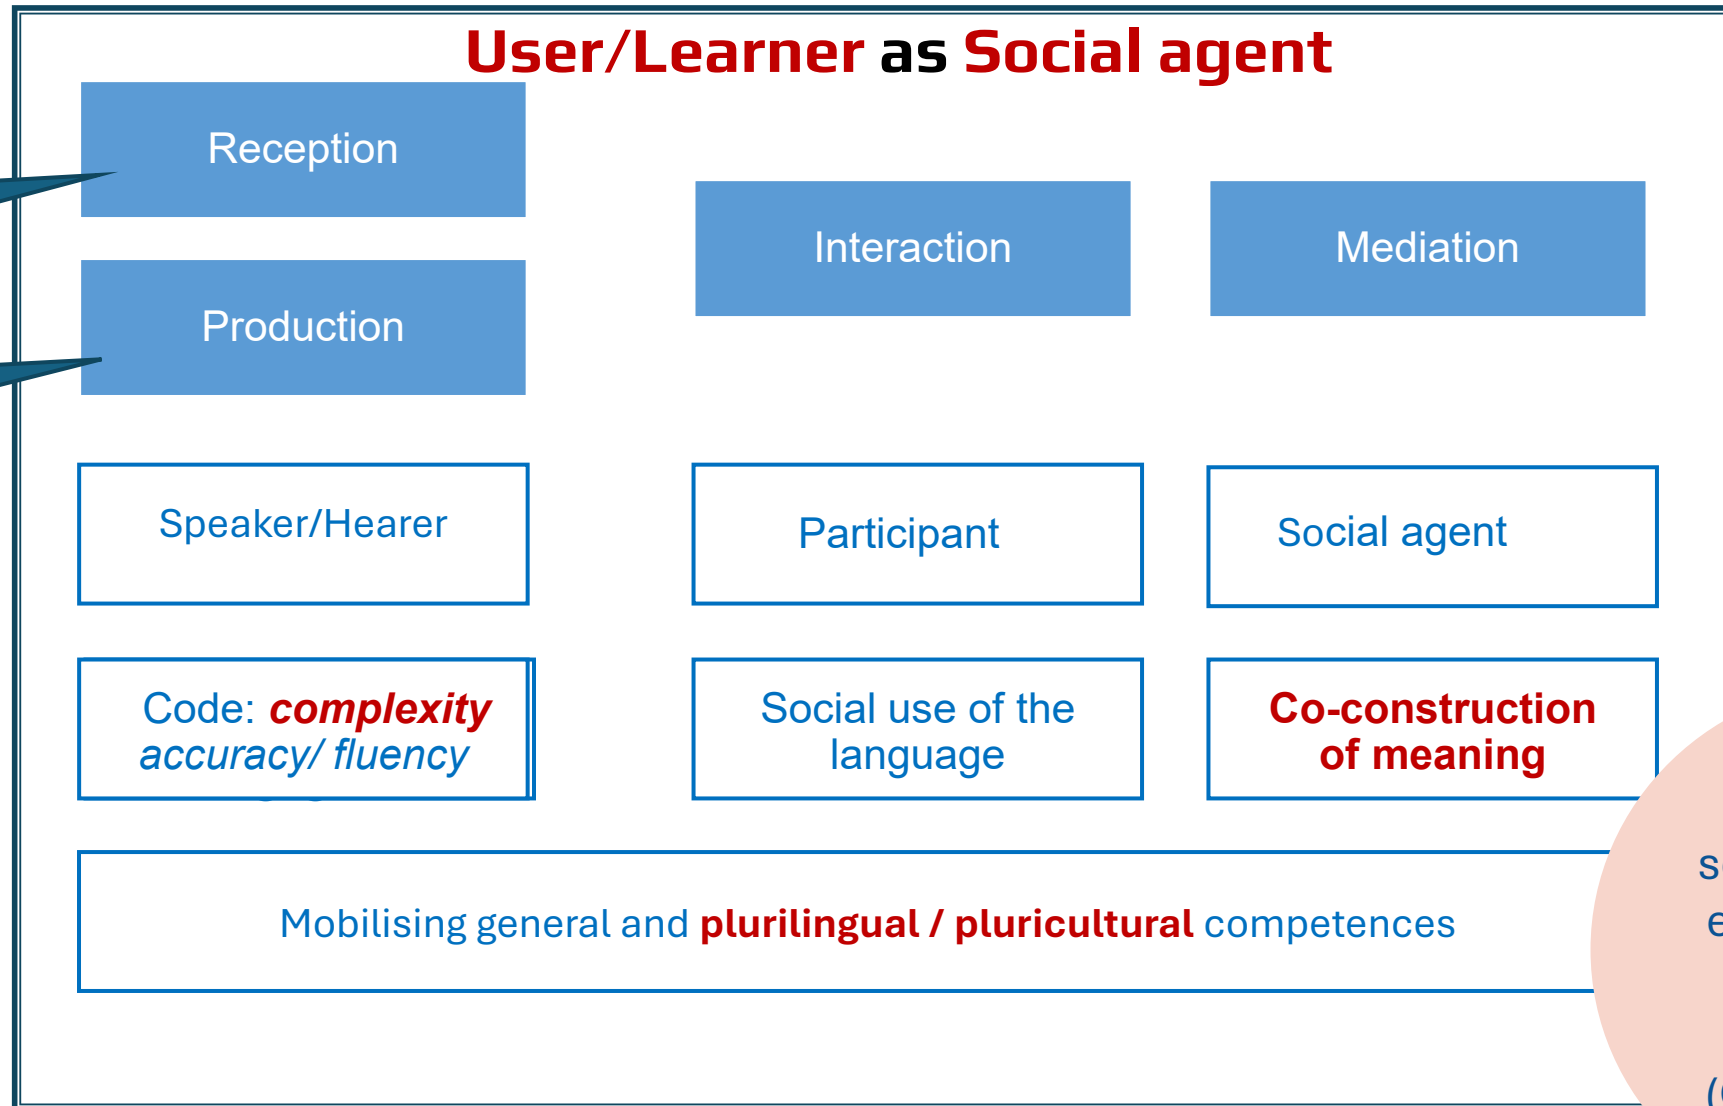 User/Learner as Social agent
Reception
Production
Interaction
Mediation
Speaker/Hearer
Participant
Social agent
Code: complexity
accuracy/ fluency
Social use of the
language
Co-construction
of meaning
Mobilising general and plurilingual / pluricultural competences